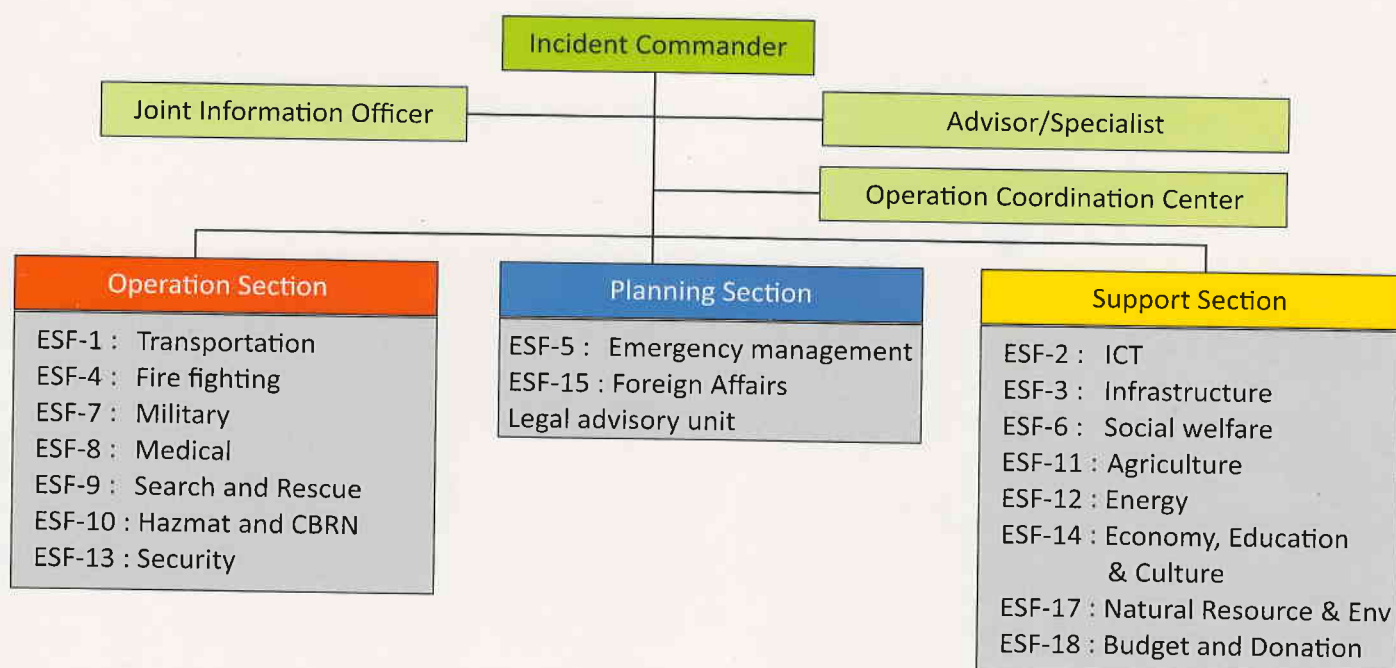 Incident Commander
Joint Information Officer
Advisor/Specialist
Operation Coordination Center
Operation Section
ESF-1 : Transportation
ESF-4 : Fire fighting
ESF-7 : Military
ESF-8 : Medical
ESF-9 : Search and Rescue
ESF-10 : Hazmat and CBRN
ESF-13 : Security
Planning Section
ESF-5 : Emergency management
ESF-15 : Foreign Affairs
Legal advisory unit
Support Section
ESF-2 : ICT
ESF-3 : Infrastructure
ESF-6 : Social welfare
ESF-11 : Agriculture
ESF-12 : Energy
ESF-14 : Economy, Education
& Culture
ESF-17 : Natural Resource & Env
ESF-18 : Budget and Donation